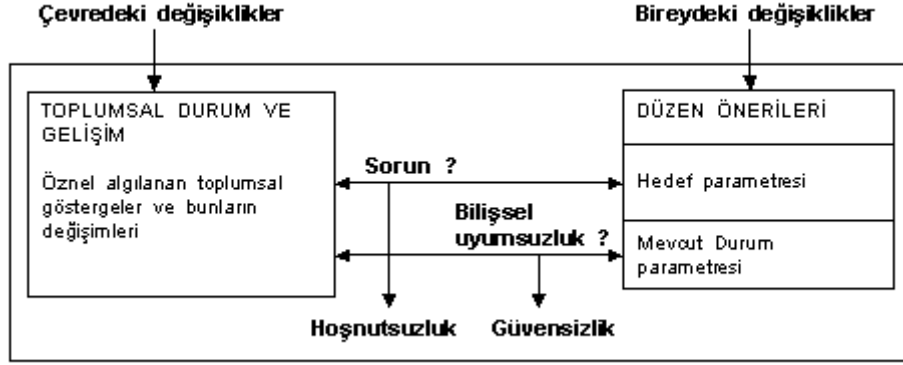 Çevredeki değişiklikler
Bireydeki değişiklikler
TOPLUMSAL DURUM VE
GELİŞİM
Öznel algılanan toplumsal
göstergeler ve bunların
değişimleri
Sorun ?
Bilişsel
uyumsuzluk ?
Hoşnutsuzluk
Güvensizlik
DÜZEN ÖNERİLERİ
Hedef parametresi
Mevcut Durum
parametresi